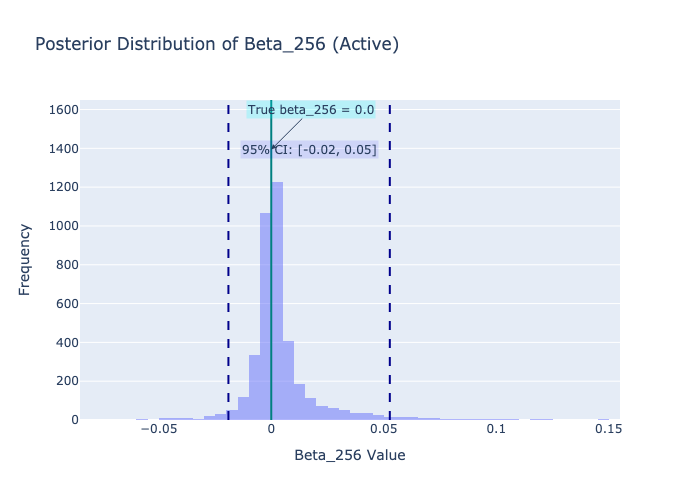 Posterior Distribution of Beta_256 (Active)
True beta_256 = 0.0
95% CI: [-0.02, 0.05]
1600
1400
1200
1000
800
600
400
200
0
Frequency
−0.05
0
0.05
0.1
0.15
Beta_256 Value